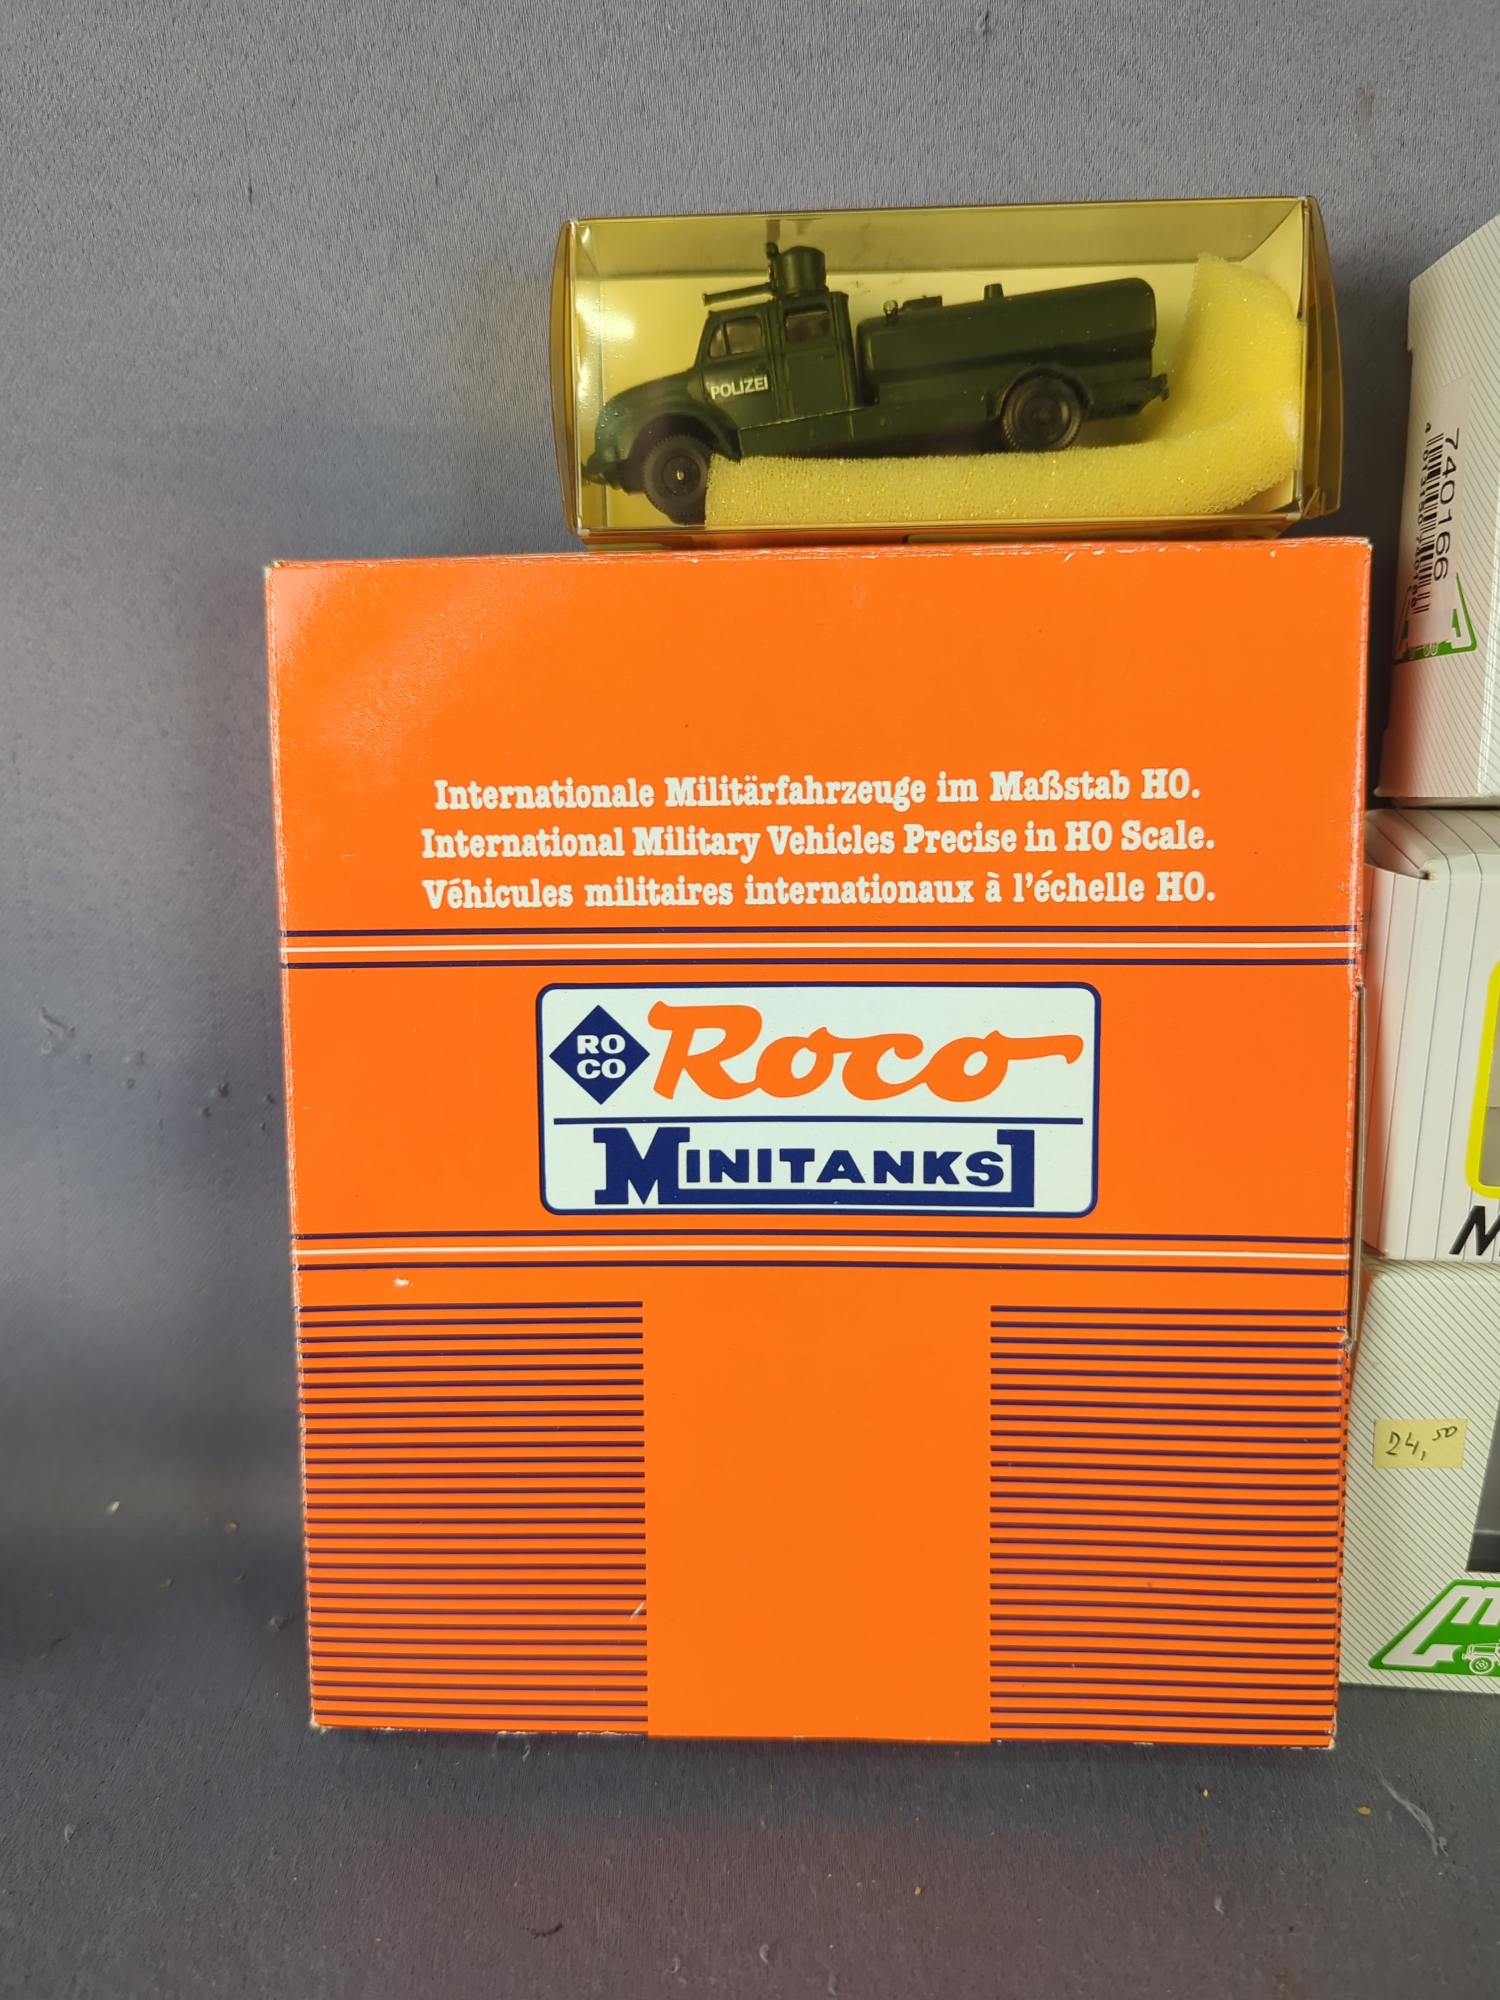 POLIZEI
740166
Internationale Militärfahrzeuge im Maßstab HO.
International Military Vehicles Precise in HO Scale.
Véhicules militaires internationaux à l'échelle HO.
RO
CO
Roco
MINITANKS
M
24,50